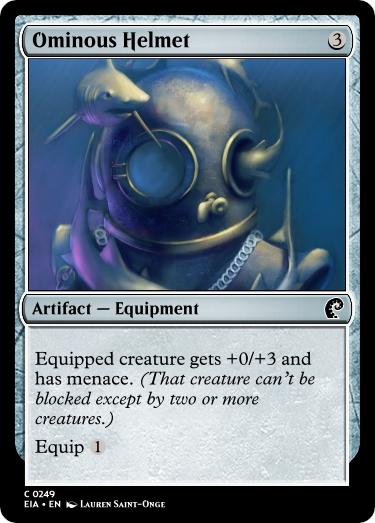 Ominous Helmet 3
Artifact — Equipment
Equipped creature gets +0/+3 and
has menace. (That creature can't be
blocked except by two or more
creatures.)
Equip 1
C 0249
EIA • EN Lauren Saint-Onge